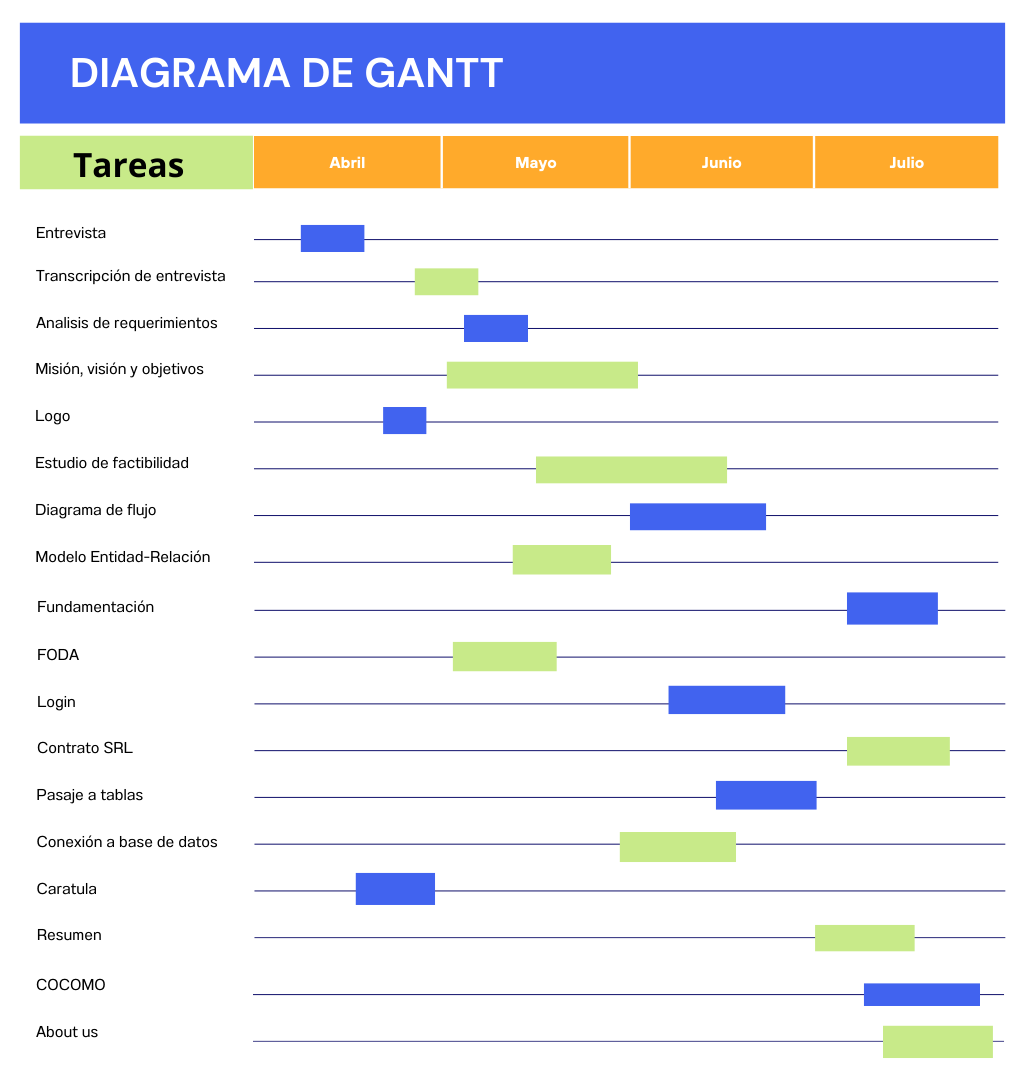 DIAGRAMA DE GANTT
Tareas Abril Mayo Junio Julio
Entrevista
Transcripción de entrevista
Analisis de requerimientos
Misión, visión y objetivos
Logo
Estudio de factibilidad
Diagrama de flujo
Modelo Entidad-Relación
Fundamentación
FODA
Login
Contrato SRL
Pasaje a tablas
Conexión a base de datos
Caratula
Resumen
COCOMO
About us